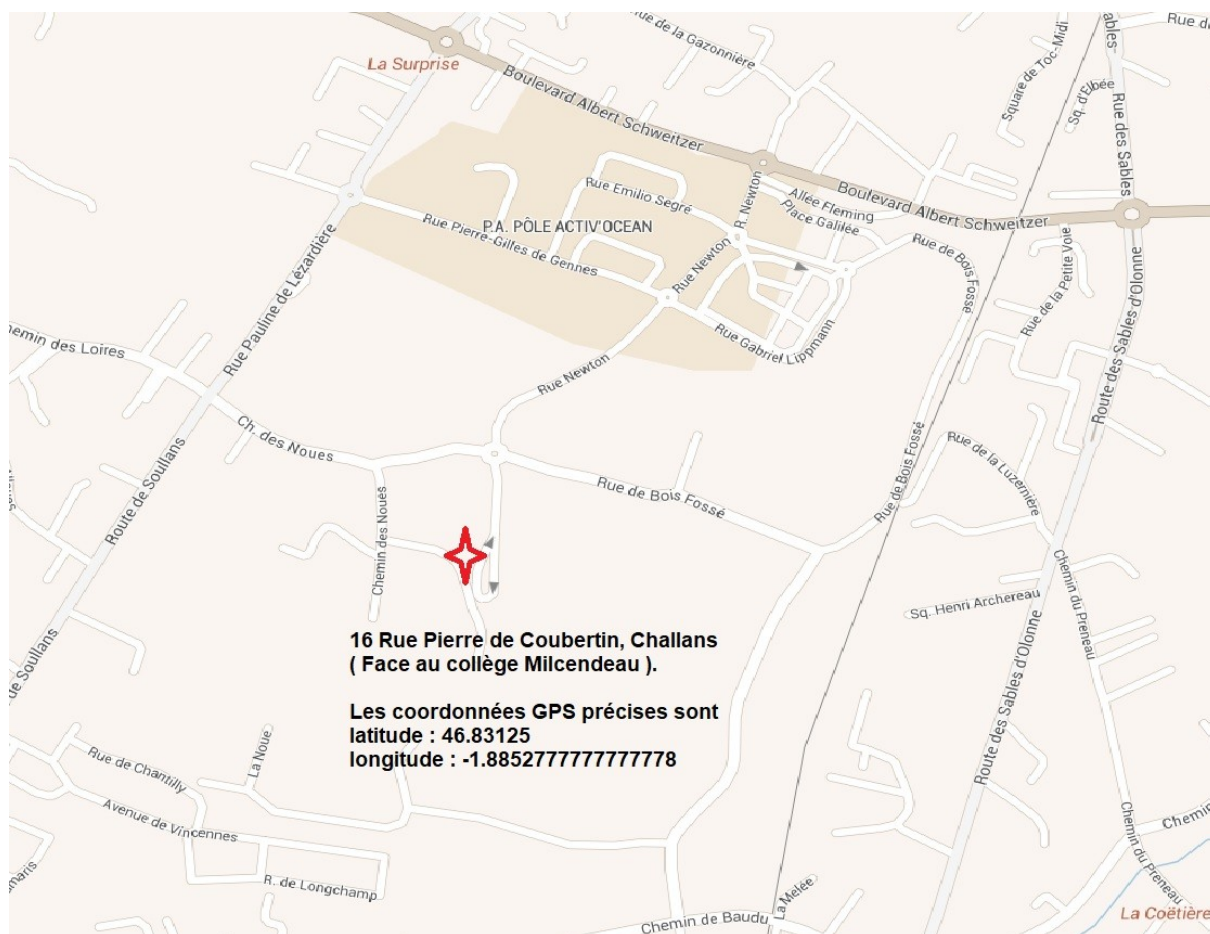 ue de la Gazonnière
La Surprise
Boulevard Albert Schweitzer
Square de Toc-Midi
Sq. d'Elbée
Rue des Sables
ables-
Rue d
Rue Emilio Segré
R. Newton
Allée Fleming
Place Galilée
Boulevard Albert Schweitzer
P.A. PÔLE ACTIV'OCEAN
Rue Pierre-Gilles de Gennes
Rue Newton
Rue de Bois Fossé
Rue de la Petite Voie
Route des Sables d'Olonne
Rue Pauline de Lézardière
Rue Gabriel Lippmann
hemin des Loires
Rue Newton
Ch. des Noues
Route de Soullans
Rue de Bois Fossé
Rue de Bois Fossé
Rue de la Luzernière
Chemin des Noues
Chemin du Preneau
Sq. Henri Archereau
16 Rue Pierre de Coubertin, Challans
( Face au collège Milcendeau ).
Les coordonnées GPS précises sont
latitude : 46.83125
longitude : -1.8852777777777778
de Soullans
Route des Sables d'Olonne
La Noue
Rue de Chantilly
Avenue de Vincennes
R. de Longchamp
maris
Chemin
Chemin du Preneau
La Melée
Chemin de Baudu
La Coëtière